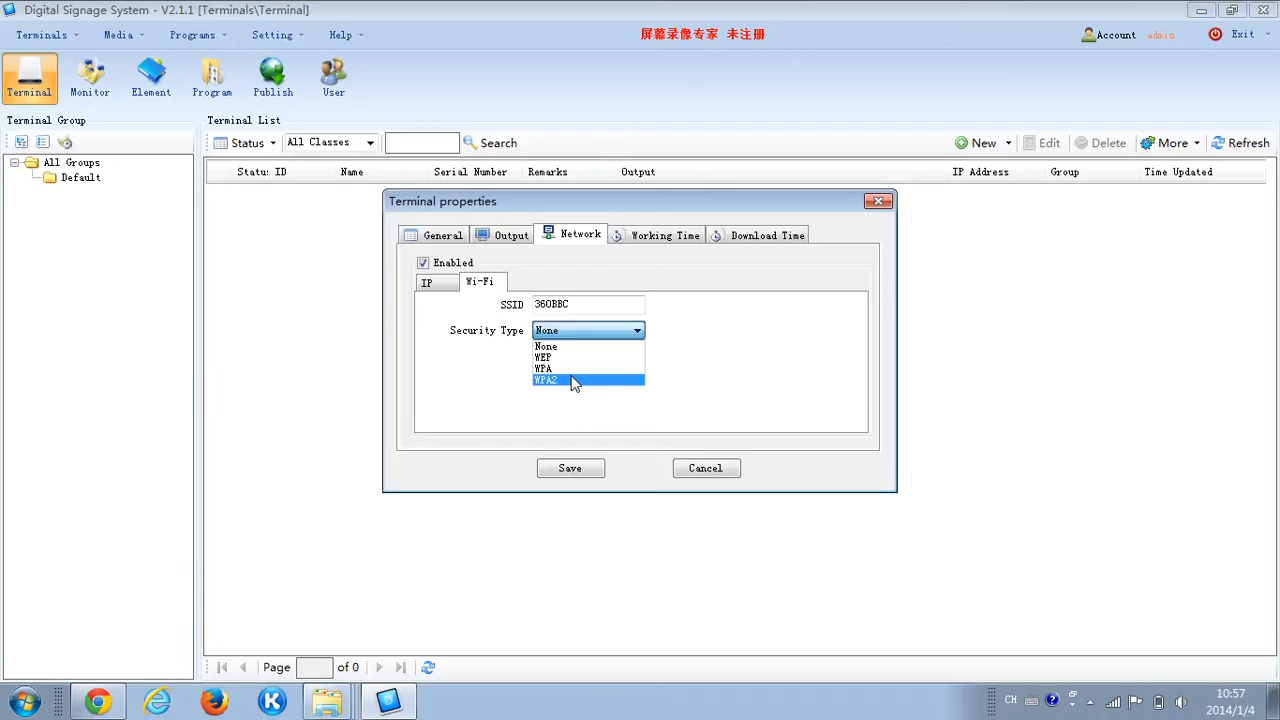 Digital Signage System - V2.1.1 [Terminals\Terminal]
Terminals Media Programs Setting Help 屏幕录像专家 未注册 Account admin Exit
Terminal Monitor Element Program Publish User
Terminal Group Terminal List
Status All Classes Search New Edit Delete More Refresh
All Groups
Default
Statu: ID Name Serial Number Remarks Output IP Address Group Time Updated
Terminal properties
General Output Network Working Time Download Time
Enabled
IP Wi-Fi
SSID 360BBC
Security Type None
None
WEP
WPA
WPA2
Save Cancel
Page of 0
CH 10:57
2014/1/4